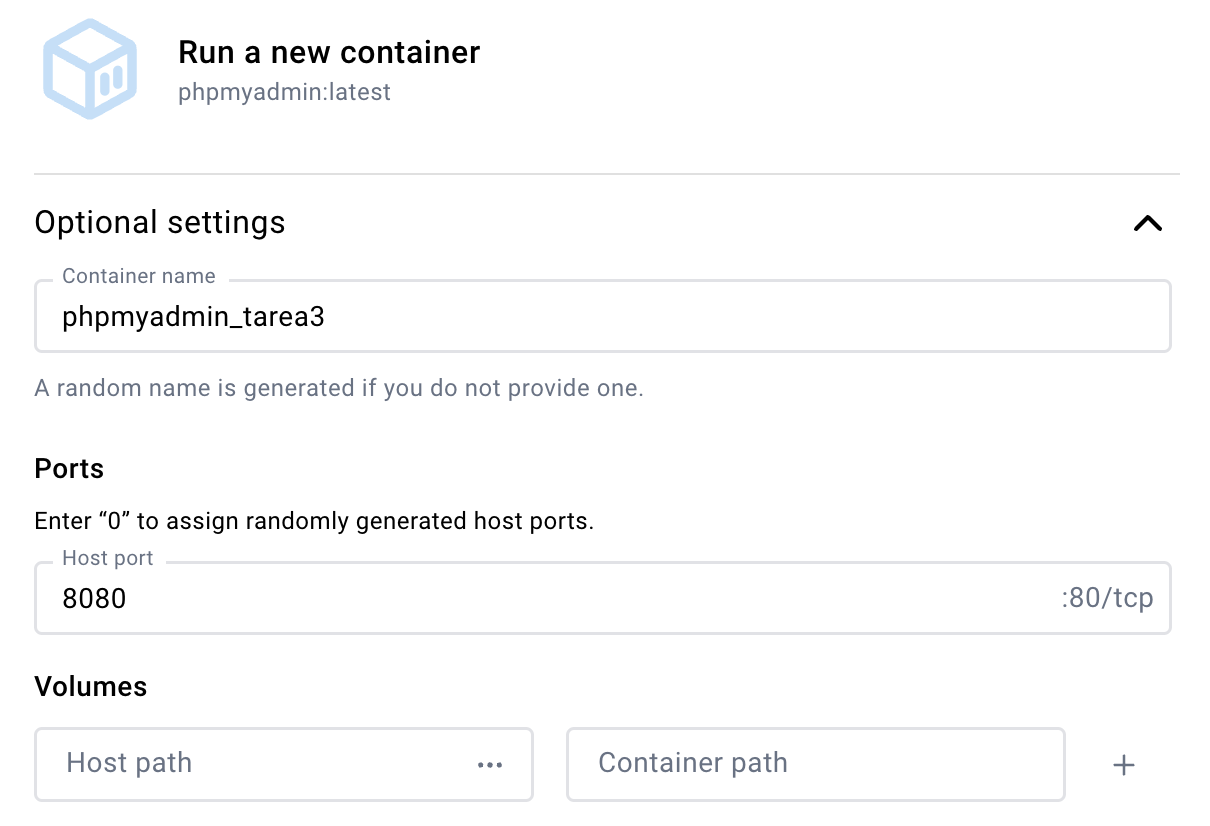 Run a new container
phpmyadmin:latest
Optional settings
Container name
phpmyadmin_tarea3
A random name is generated if you do not provide one.
Ports
Enter “0” to assign randomly generated host ports.
Host port
8080 :80/tcp
Volumes
Host path ••• Container path +